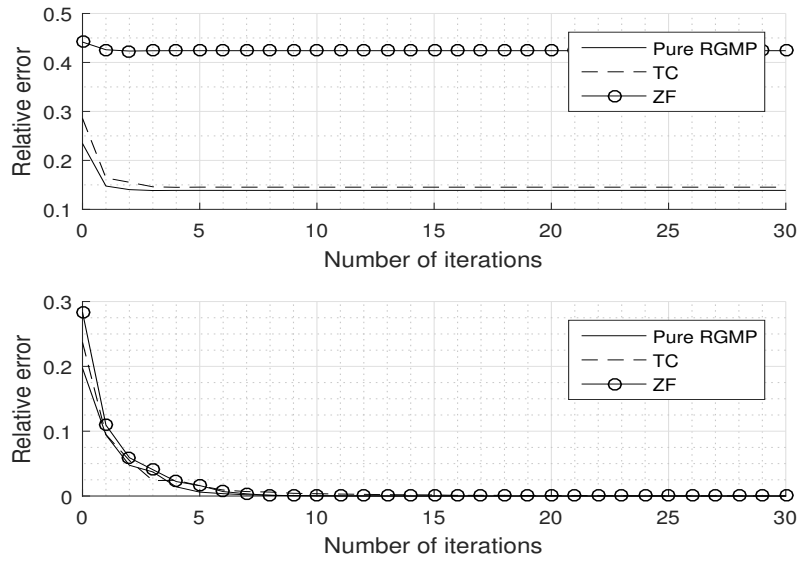 0.5
0.4
0.3
0.2
0.1
Relative error
Pure RGMP
TC
ZF
0 5 10 15 20 25 30
Number of iterations
0.3
0.2
0.1
0
Relative error
Pure RGMP
TC
ZF
0 5 10 15 20 25 30
Number of iterations